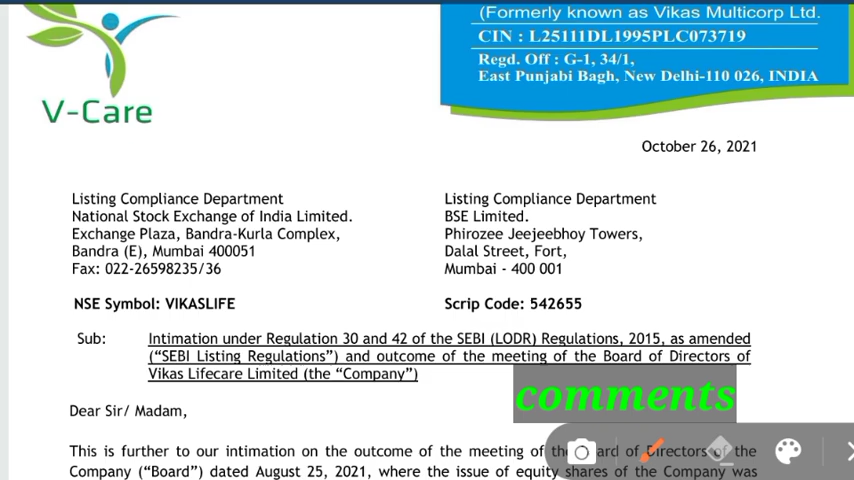 (Formerly known as Vikas Multicorp Ltd.
CIN : L25111DL1995PLC073719
Regd. Off : G-1, 34/1,
East Punjabi Bagh, New Delhi-110 026, INDIA
V-Care
October 26, 2021
Listing Compliance Department
National Stock Exchange of India Limited.
Exchange Plaza, Bandra-Kurla Complex,
Bandra (E), Mumbai 400051
Fax: 022-26598235/36
Listing Compliance Department
BSE Limited.
Phirozee Jeejeebhoy Towers,
Dalal Street, Fort,
Mumbai - 400 001
NSE Symbol: VIKASLIFE
Scrip Code: 542655
Sub: Intimation under Regulation 30 and 42 of the SEBI (LODR) Regulations, 2015, as amended
(“SEBI Listing Regulations”) and outcome of the meeting of the Board of Directors of
Vikas Lifecare Limited (the “Company”)
comments
Dear Sir/ Madam,
This is further to our intimation on the outcome of the meeting of the Board of Directors of the
Company (“Board”) dated August 25, 2021, where the issue of equity shares of the Company was